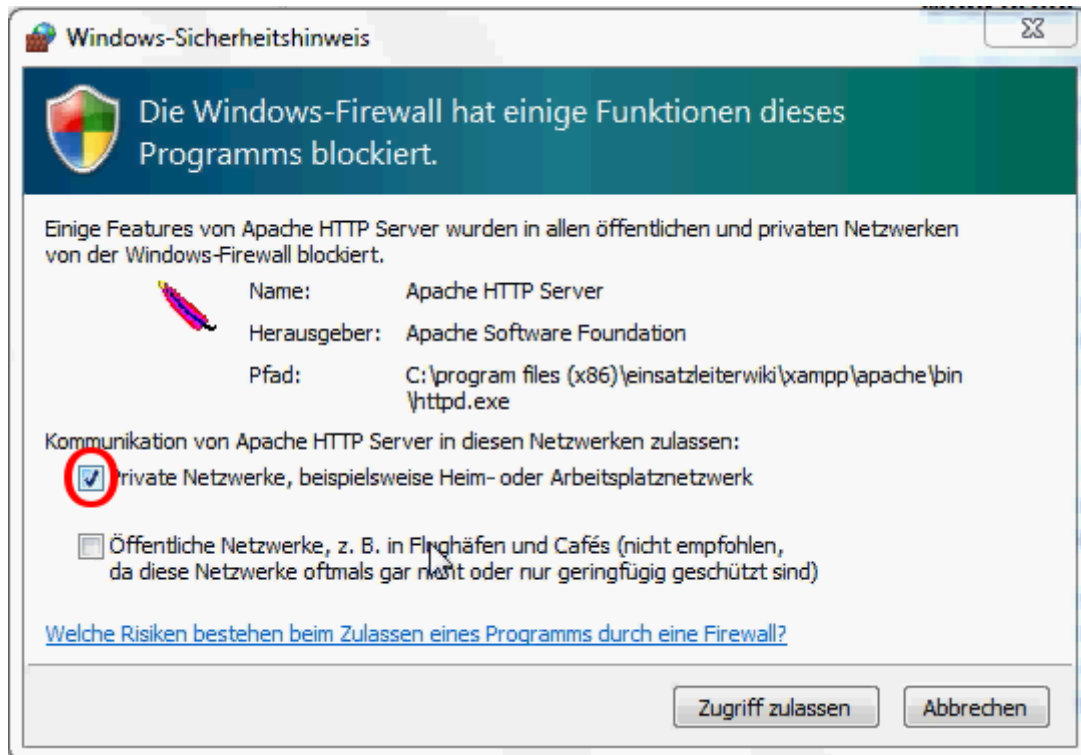 Windows-Sicherheitshinweis
Die Windows-Firewall hat einige Funktionen dieses
Programms blockiert.
Einige Features von Apache HTTP Server wurden in allen öffentlichen und privaten Netzwerken
von der Windows-Firewall blockiert.
Name: Apache HTTP Server
Herausgeber: Apache Software Foundation
Pfad: C:\program files (x86)\einsatzleiterwiki\xampp\apache\bin
\httpd.exe
Kommunikation von Apache HTTP Server in diesen Netzwerken zulassen:
Private Netzwerke, beispielsweise Heim- oder Arbeitsplatznetzwerk
Öffentliche Netzwerke, z. B. in Flughäfen und Cafés (nicht empfohlen,
da diese Netzwerke oftmals gar nicht oder nur geringfügig geschützt sind)
Welche Risiken bestehen beim Zulassen eines Programms durch eine Firewall?
Zugriff zulassen Abbrechen